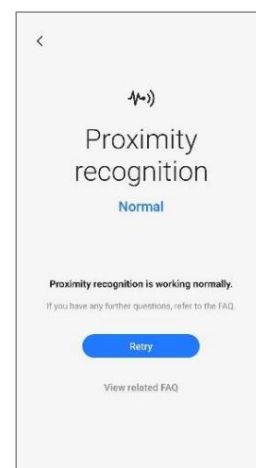 Proximity
recognition
Normal
Proximity recognition is working normally.
If you have any further questions, refer to the FAQ.
Retry
View related FAQ